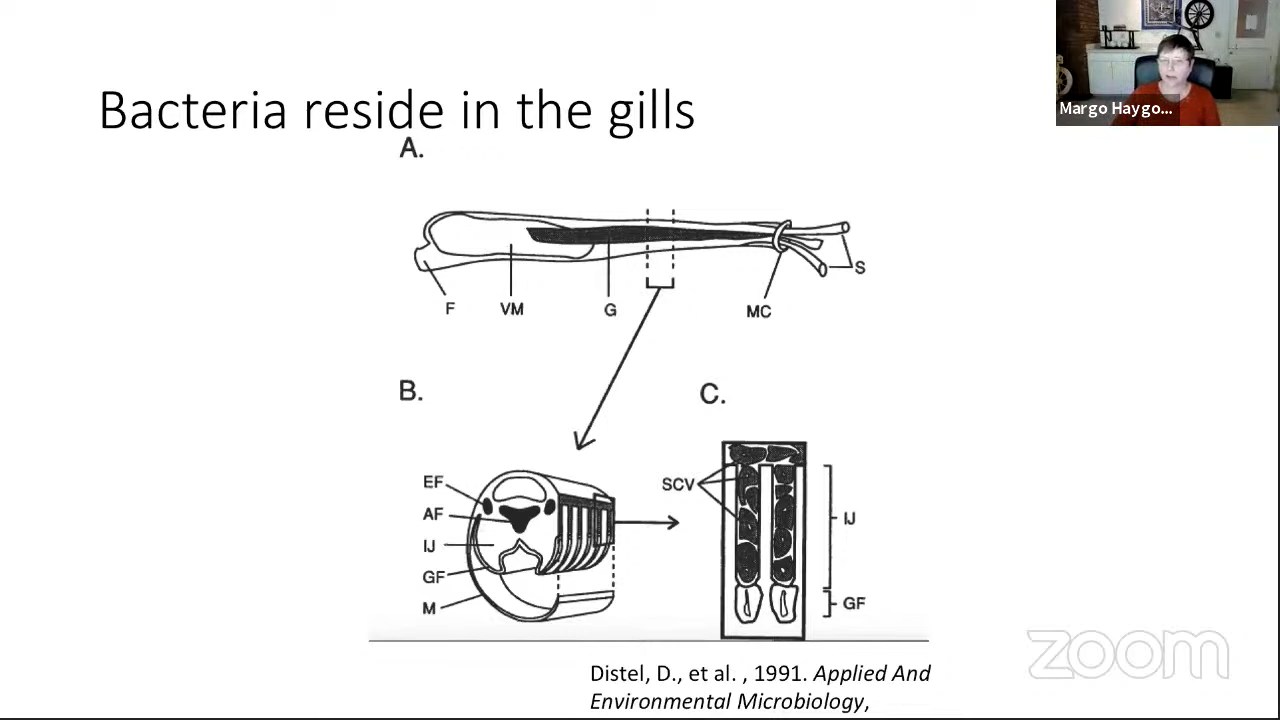 Bacteria reside in the gills
Margo Haygo...
A.
S
F
VM
G
MC
B.
C.
EF
AF
IJ
GF
M
SCV
IJ
GF
Distel, D., et al. , 1991. Applied And
Environmental Microbiology,
zoom